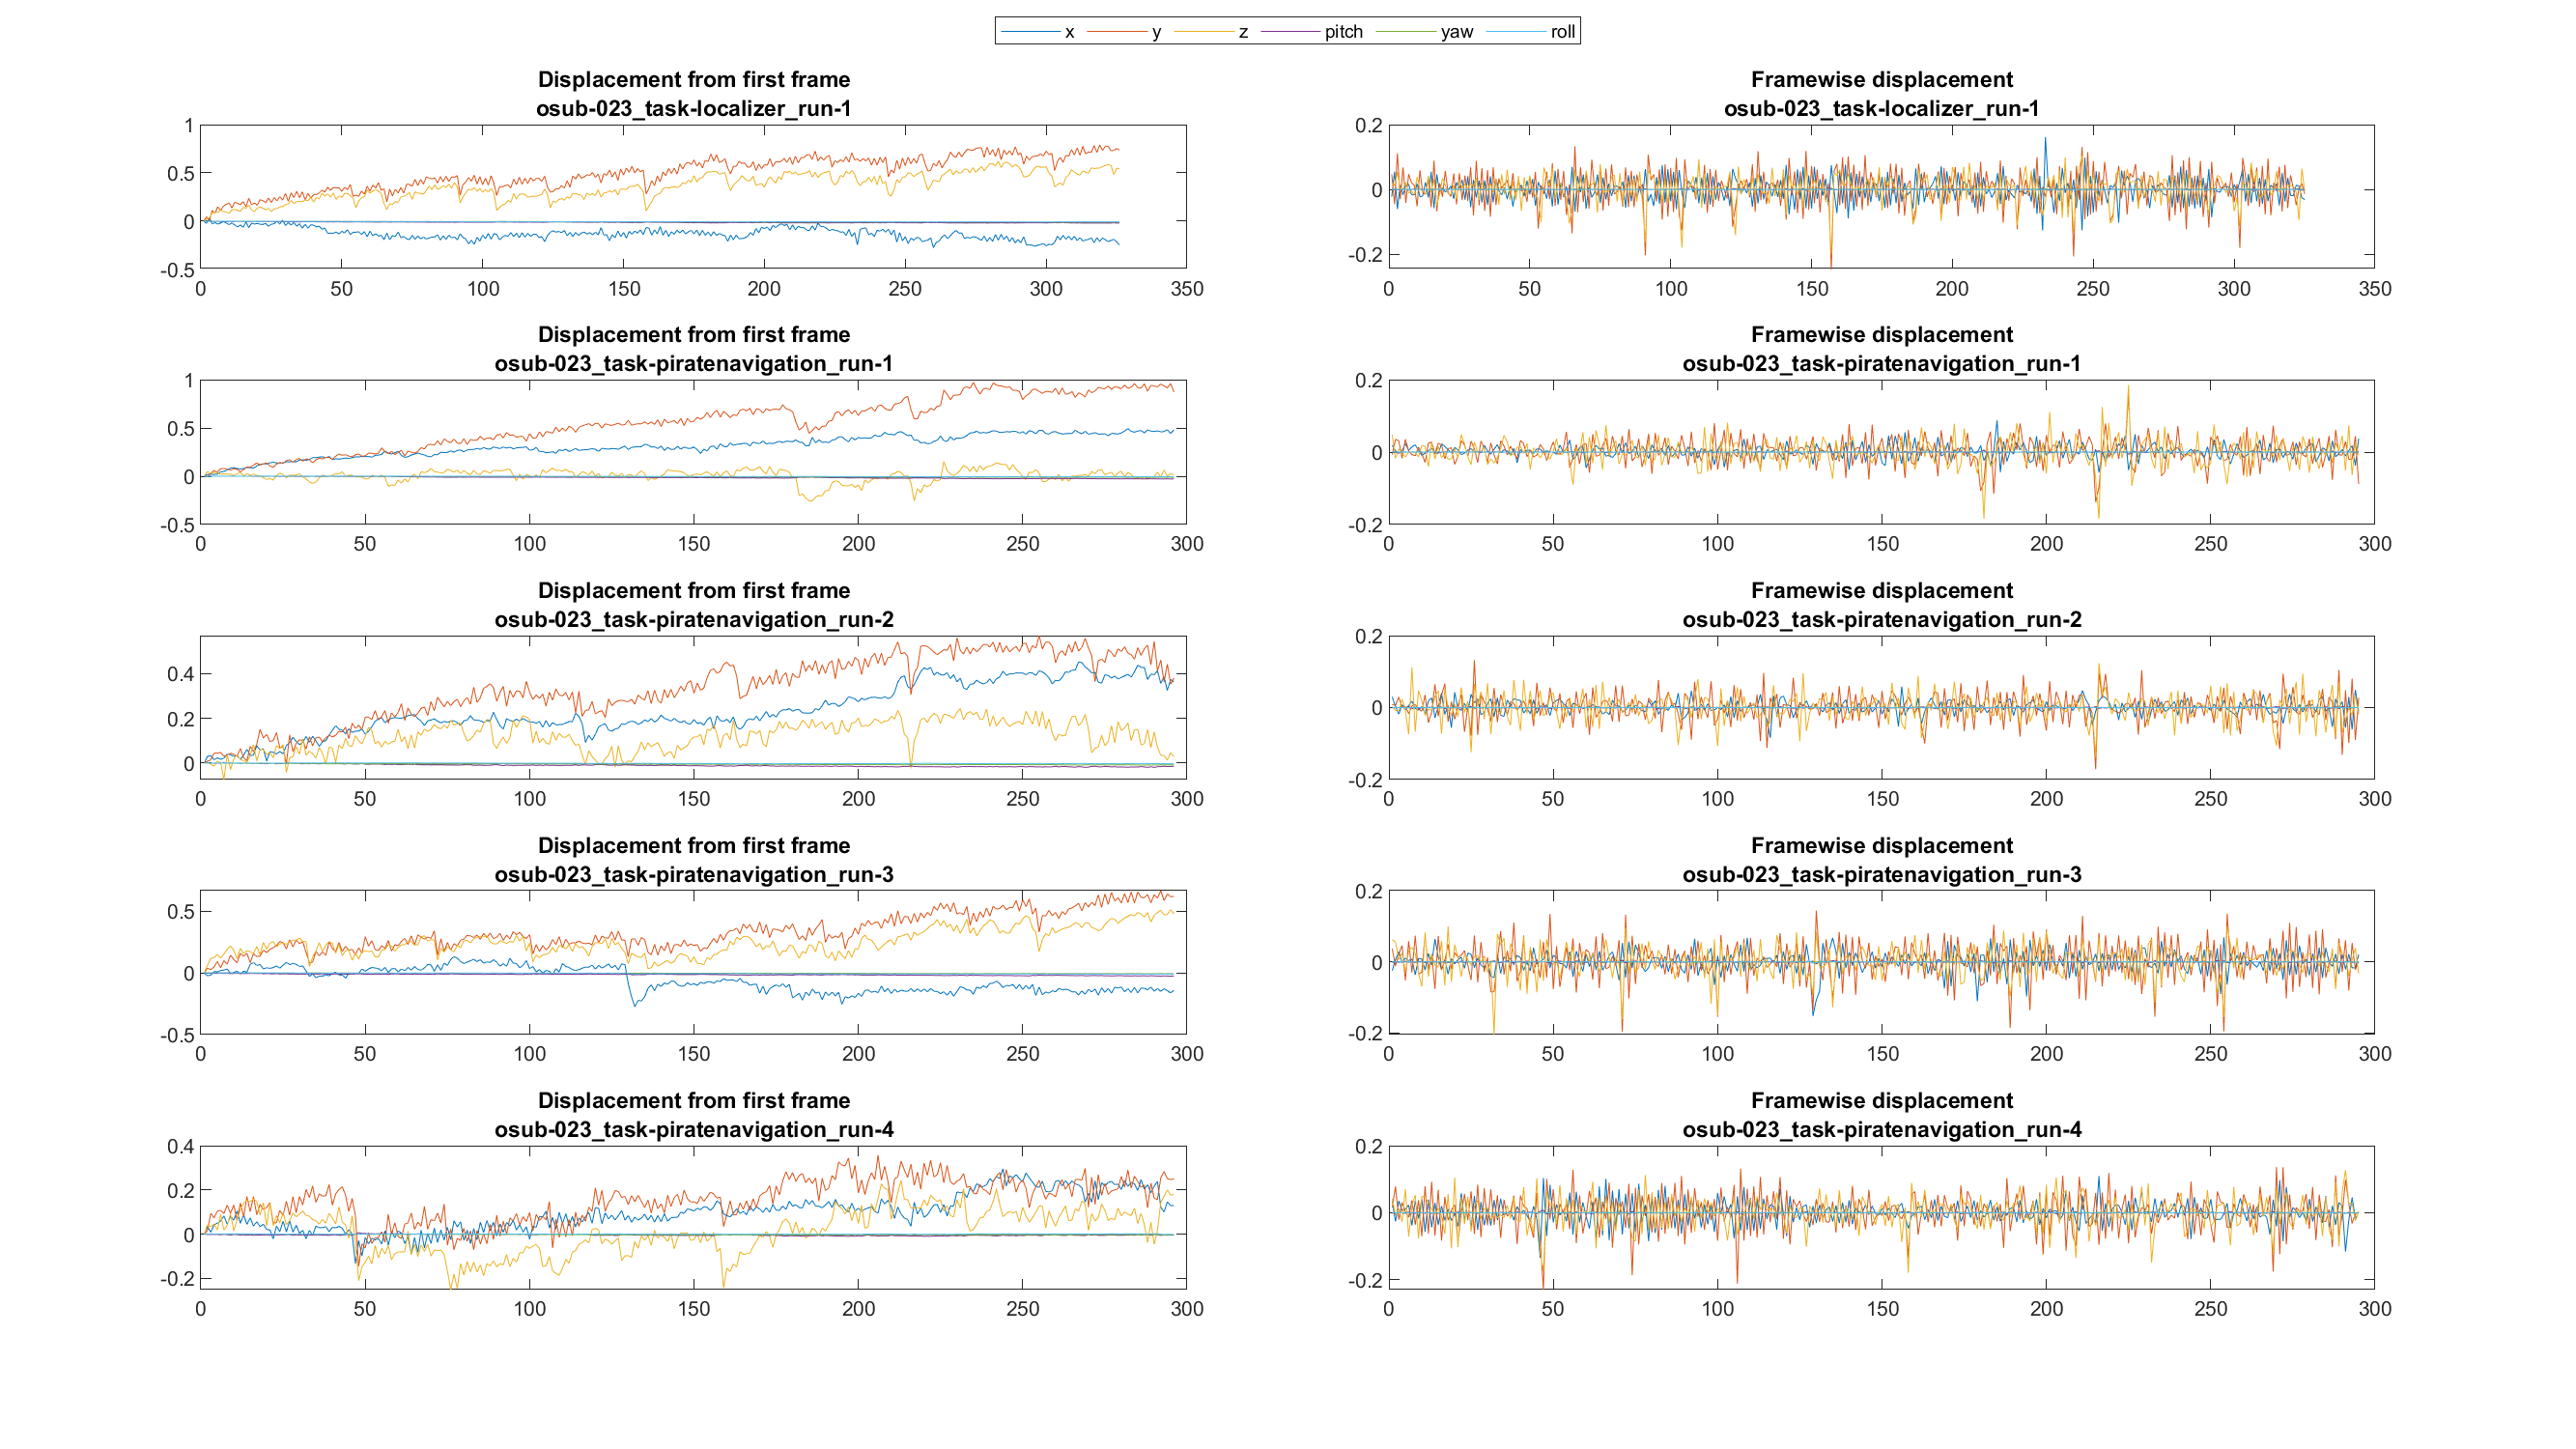 x y z pitch yaw roll
Displacement from first frame
osub-023_task-localizer_run-1
1
0.5
0
-0.5
0 50 100 150 200 250 300 350
Framewise displacement
osub-023_task-localizer_run-1
0.2
0
-0.2
0 50 100 150 200 250 300 350
Displacement from first frame
osub-023_task-piratenavigation_run-1
1
0.5
0
-0.5
0 50 100 150 200 250 300
Framewise displacement
osub-023_task-piratenavigation_run-1
0.2
0
-0.2
0 50 100 150 200 250 300
Displacement from first frame
osub-023_task-piratenavigation_run-2
0.4
0.2
0
0 50 100 150 200 250 300
Framewise displacement
osub-023_task-piratenavigation_run-2
0.2
0
-0.2
0 50 100 150 200 250 300
Displacement from first frame
osub-023_task-piratenavigation_run-3
0.5
0
-0.5
0 50 100 150 200 250 300
Framewise displacement
osub-023_task-piratenavigation_run-3
0.2
0
-0.2
0 50 100 150 200 250 300
Displacement from first frame
osub-023_task-piratenavigation_run-4
0.4
0.2
0
-0.2
0 50 100 150 200 250 300
Framewise displacement
osub-023_task-piratenavigation_run-4
0.2
0
-0.2
0 50 100 150 200 250 300